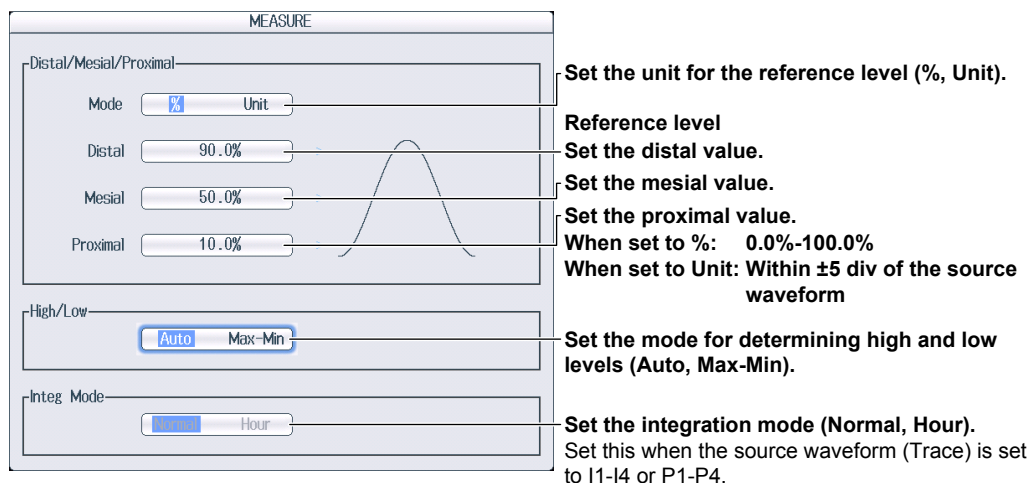 MEASURE
Distal/Mesial/Proximal
Mode % Unit
Distal 90.0%
Mesial 50.0%
Proximal 10.0%
High/Low
Auto Max-Min
Integ Mode
Normal Hour
Set the unit for the reference level (%, Unit).
Reference level
Set the distal value.
Set the mesial value.
Set the proximal value.
When set to %: 0.0%-100.0%
When set to Unit: Within ±5 div of the source
waveform
Set the mode for determining high and low
levels (Auto, Max-Min).
Set the integration mode (Normal, Hour).
Set this when the source waveform (Trace) is set
to I1-I4 or P1-P4.